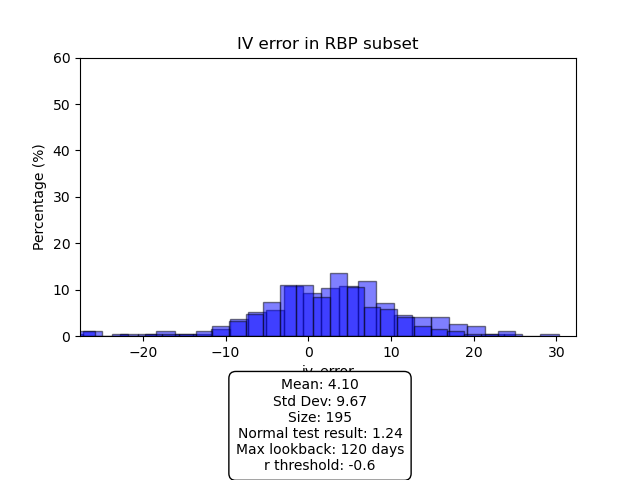 IV error in RBP subset
Percentage (%)
60
50
40
30
20
10
0
−20
−10
0
10
20
30
iv_error
Mean: 4.10
Std Dev: 9.67
Size: 195
Normal test result: 1.24
Max lookback: 120 days
r threshold: -0.6